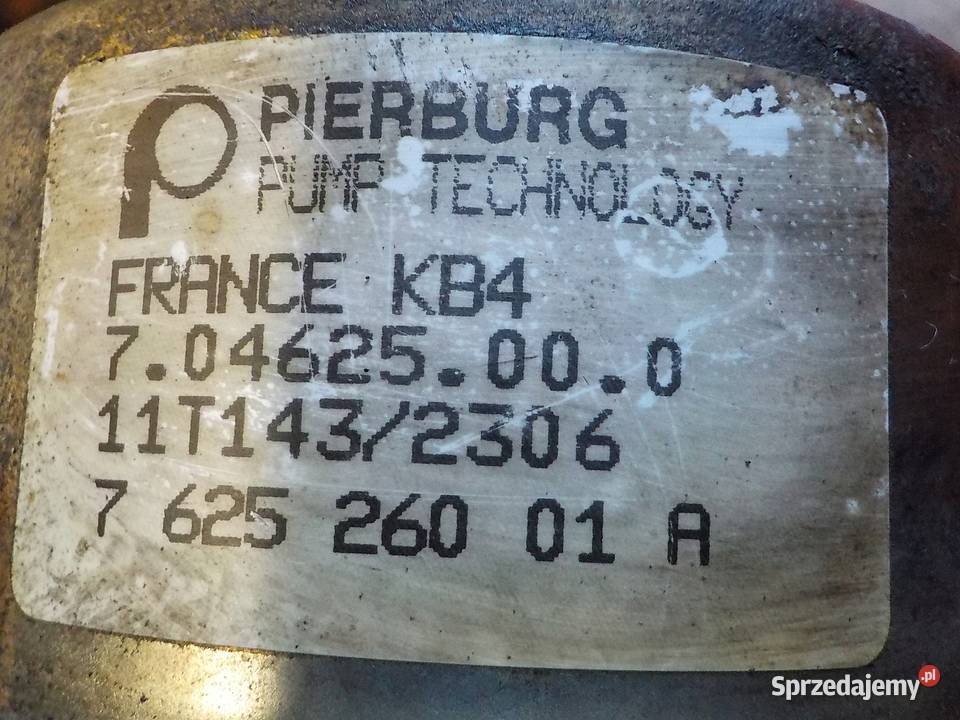 PIERBURG
PUMP TECHNOLOGY
FRANCE KB4
7.04625.00.0
11T143/2306
7 625 260 01 A
Sprzedajemy.pl